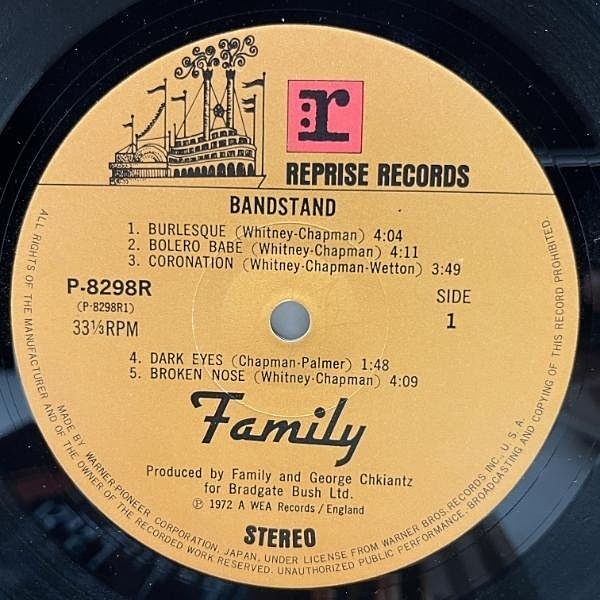 r
REPRISE RECORDS
BANDSTAND
1. BURLESQUE (Whitney-Chapman) 4:04
2. BOLERO BABE (Whitney-Chapman) 4:11
3. CORONATION (Whitney-Chapman-Wetton) 3:49
P-8298R
(P-8298R1)
33⅓RPM
SIDE
1
4. DARK EYES (Chapman-Palmer) 1:48
5. BROKEN NOSE (Whitney-Chapman) 4:09
Family
Produced by Family and George Chkiantz
for Bradgate Bush Ltd.
Ⓟ 1972 A WEA Records / England
STEREO
ALL RIGHTS OF THE MANUFACTURER AND OF THE OWNER OF THE RECORDED WORK RESERVED. UNAUTHORIZED PUBLIC PERFORMANCE, BROADCASTING AND COPYING OF THIS RECORD PROHIBITED.
MADE BY WARNER-PIONEER CORPORATION, JAPAN, UNDER LICENSE FROM WARNER BROS. RECORDS INC., U.S.A.